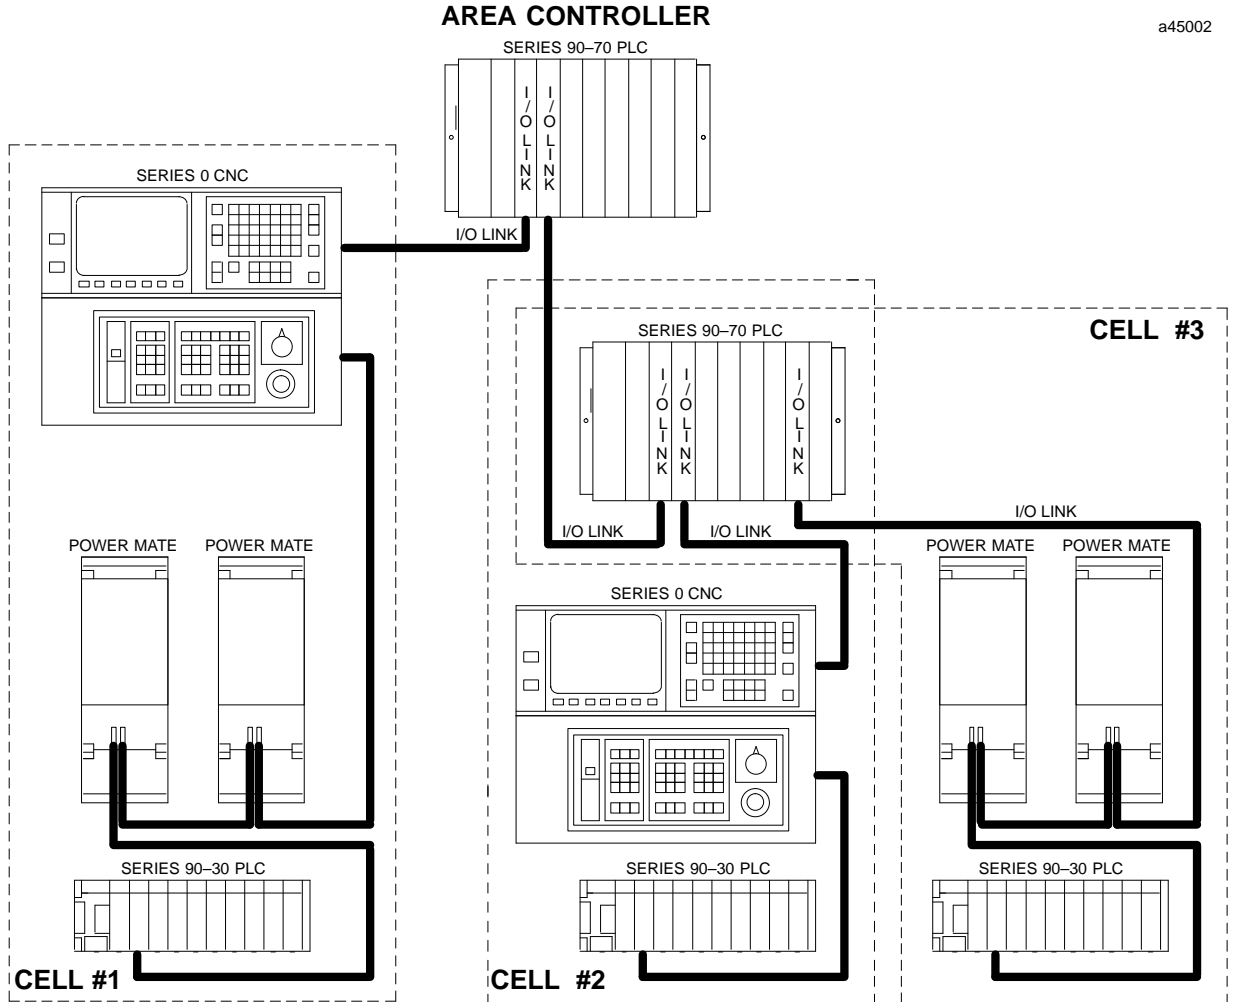 AREA CONTROLLER
a45002
SERIES 90–70 PLC
I/O LINK
I/O LINK
SERIES 0 CNC
I/O LINK
SERIES 90–70 PLC
CELL #3
I/O LINK
I/O LINK
I/O LINK
I/O LINK
I/O LINK
I/O LINK
POWER MATE
POWER MATE
POWER MATE
POWER MATE
SERIES 0 CNC
SERIES 90–30 PLC
SERIES 90–30 PLC
SERIES 90–30 PLC
CELL #1
CELL #2